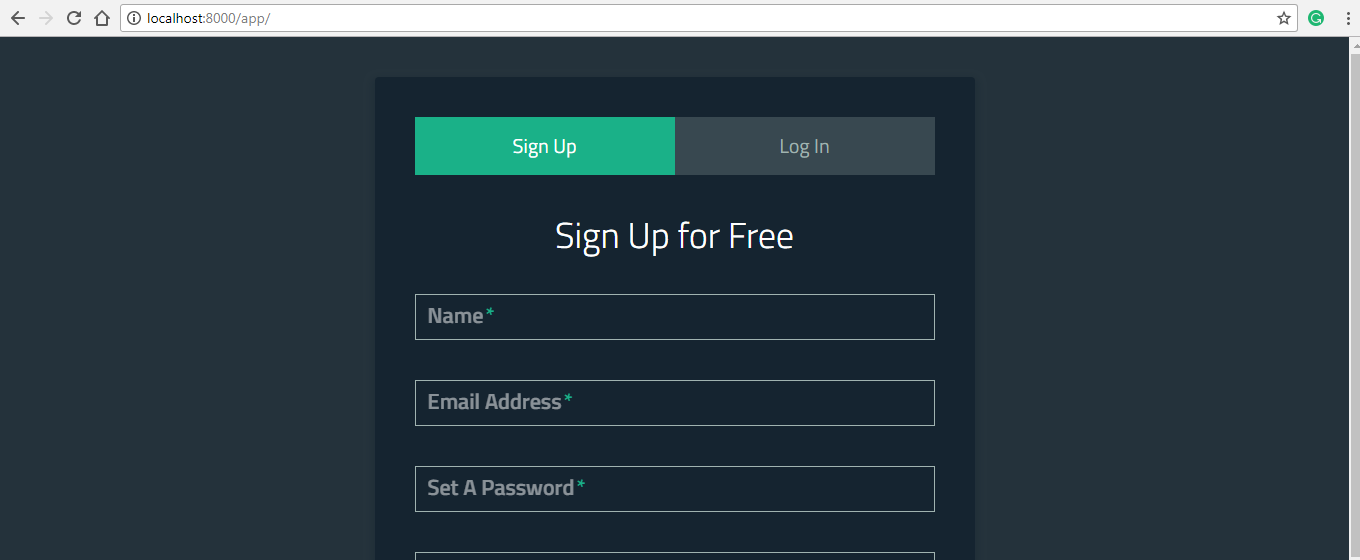 localhost:8000/app/
Sign Up
Log In
Sign Up for Free
Name*
Email Address*
Set A Password*